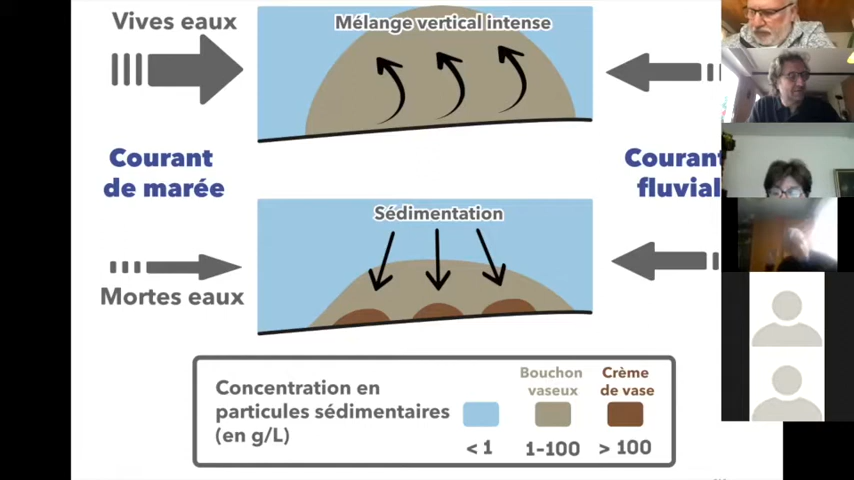 Vives eaux
Mélange vertical intense
Courant
de marée
Courant
fluvial
Sédimentation
Mortes eaux
Concentration en
particules sédimentaires
(en g/L)
Bouchon
vaseux
Crème
de vase
< 1
1-100
> 100